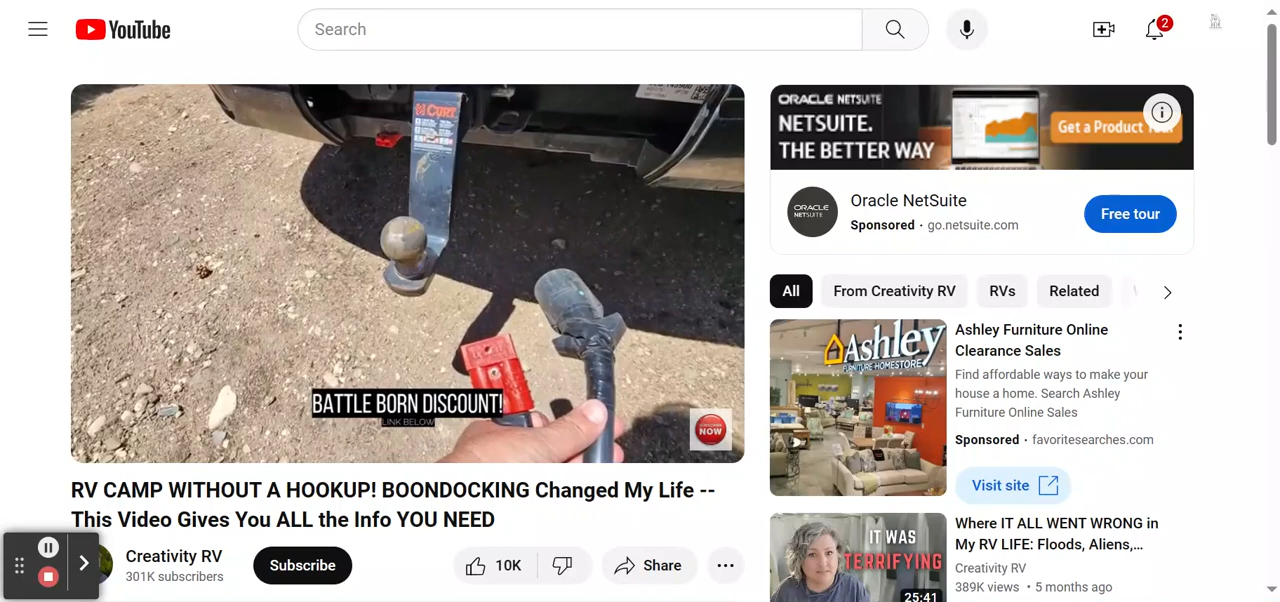 YouTube
Search
2
CURT
BATTLE BORN DISCOUNT!
LINK BELOW
NOW
RV CAMP WITHOUT A HOOKUP! BOONDOCKING Changed My Life --
This Video Gives You ALL the Info YOU NEED
Creativity RV
301K subscribers
Subscribe
10K
Share
ORACLE NETSUITE
NETSUITE.
THE BETTER WAY
Get a Product
ORACLE
NETSUITE
Oracle NetSuite
Sponsored · go.netsuite.com
Free tour
All
From Creativity RV
RVs
Related
Ashley
FURNITURE HOMESTORE
Ashley Furniture Online
Clearance Sales
Find affordable ways to make your
house a home. Search Ashley
Furniture Online Sales
Sponsored · favoritesearches.com
Visit site
IT WAS
TERRIFYING
25:41
Where IT ALL WENT WRONG in
My RV LIFE: Floods, Aliens,...
Creativity RV
389K views • 5 months ago